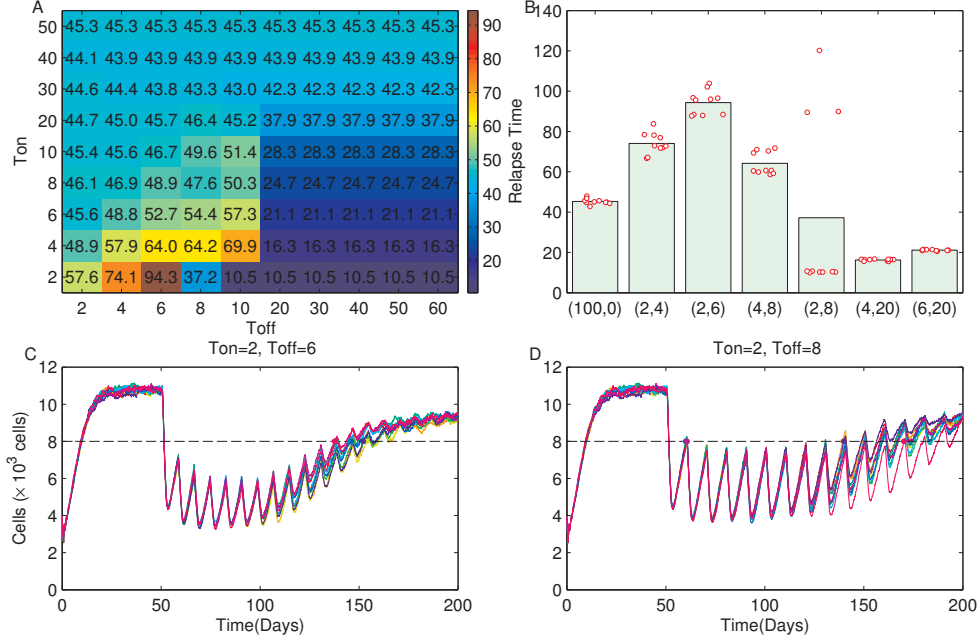 A
50 45.3 45.3 45.3 45.3 45.3 45.3 45.3 45.3 45.3 45.3
40 44.1 43.9 43.9 43.9 43.9 43.9 43.9 43.9 43.9 43.9
30 44.6 44.4 43.8 43.3 43.0 42.3 42.3 42.3 42.3 42.3
20 44.7 45.0 45.7 46.4 45.2 37.9 37.9 37.9 37.9 37.9
10 45.4 45.6 46.7 49.6 51.4 28.3 28.3 28.3 28.3 28.3
8 46.1 46.9 48.9 47.6 50.3 24.7 24.7 24.7 24.7 24.7
6 45.6 48.8 52.7 54.4 57.3 21.1 21.1 21.1 21.1 21.1
4 48.9 57.9 64.0 64.2 69.9 16.3 16.3 16.3 16.3 16.3
2 57.6 74.1 94.3 37.2 10.5 10.5 10.5 10.5 10.5 10.5
2 4 6 8 10 20 30 40 50 60
Ton
Toff
90
80
70
60
50
40
30
20
B
140
120
100
80
60
40
20
0
Relapse Time
(100,0) (2,4) (2,6) (4,8) (2,8) (4,20) (6,20)
C
Ton=2, Toff=6
12
10
8
6
4
2
0
Cells(× 10³ cells)
0 50 100 150 200
Time(Days)
D
Ton=2, Toff=8
12
10
8
6
4
2
0
0 50 100 150 200
Time(Days)